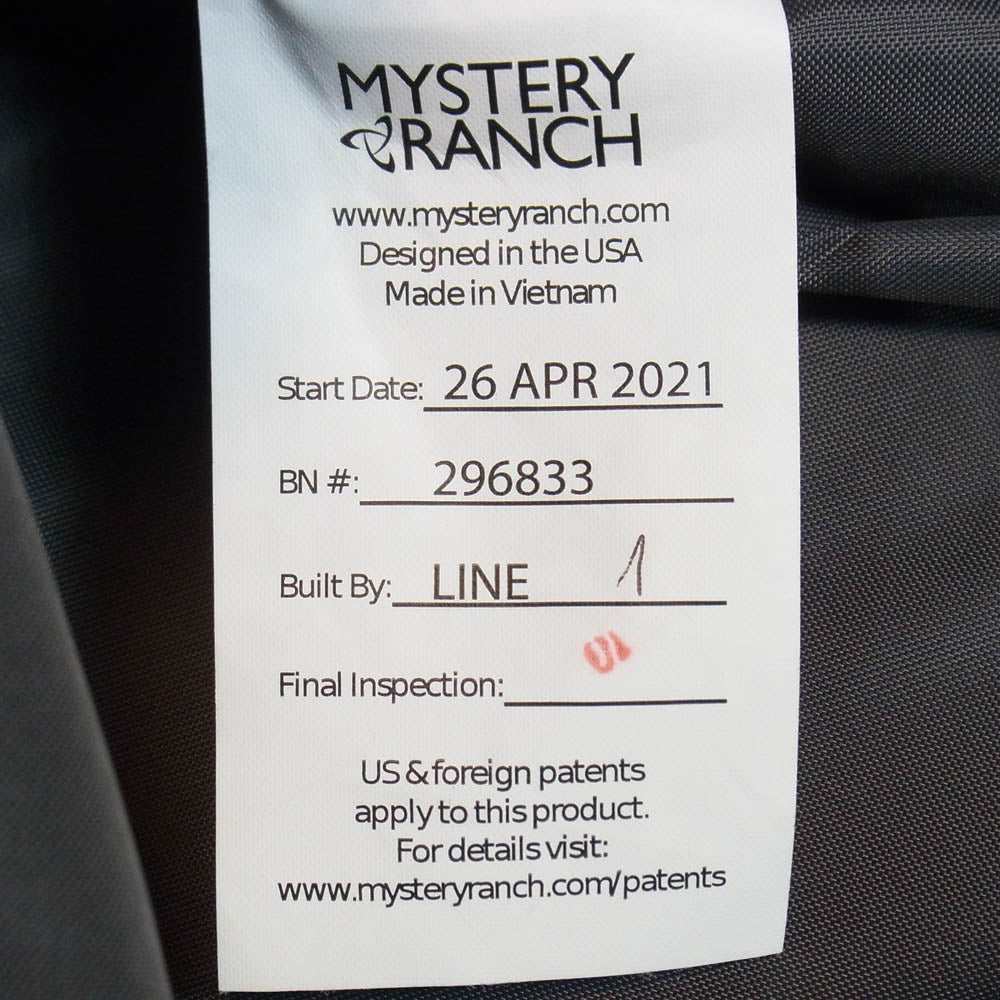 MYSTERY
RANCH
www.mysteryranch.com
Designed in the USA
Made in Vietnam
Start Date: 26 APR 2021
BN #: 296833
Built By: LINE 1
Final Inspection:
US & foreign patents
apply to this product.
For details visit:
www.mysteryranch.com/patents